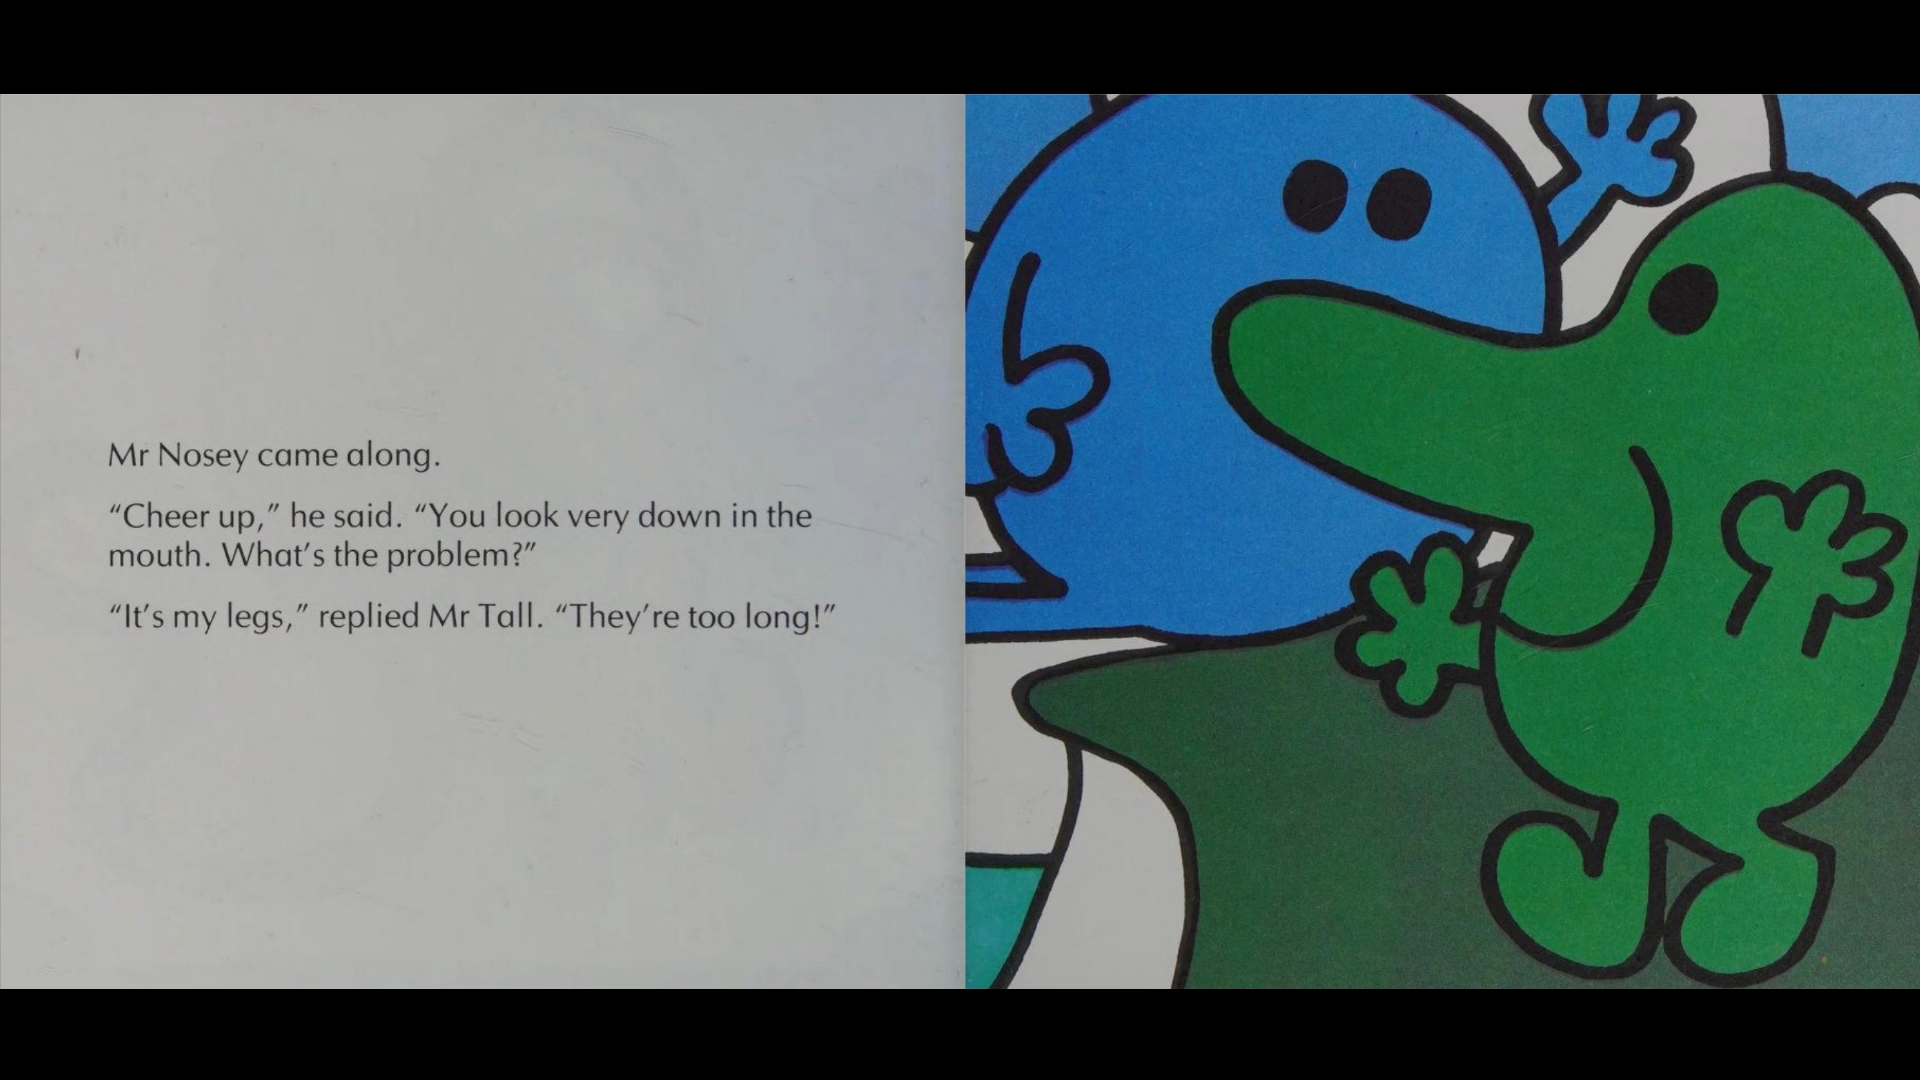 Mr Nosey came along.
“Cheer up,” he said. “You look very down in the
mouth. What’s the problem?”
“It’s my legs,” replied Mr Tall. “They’re too long!”